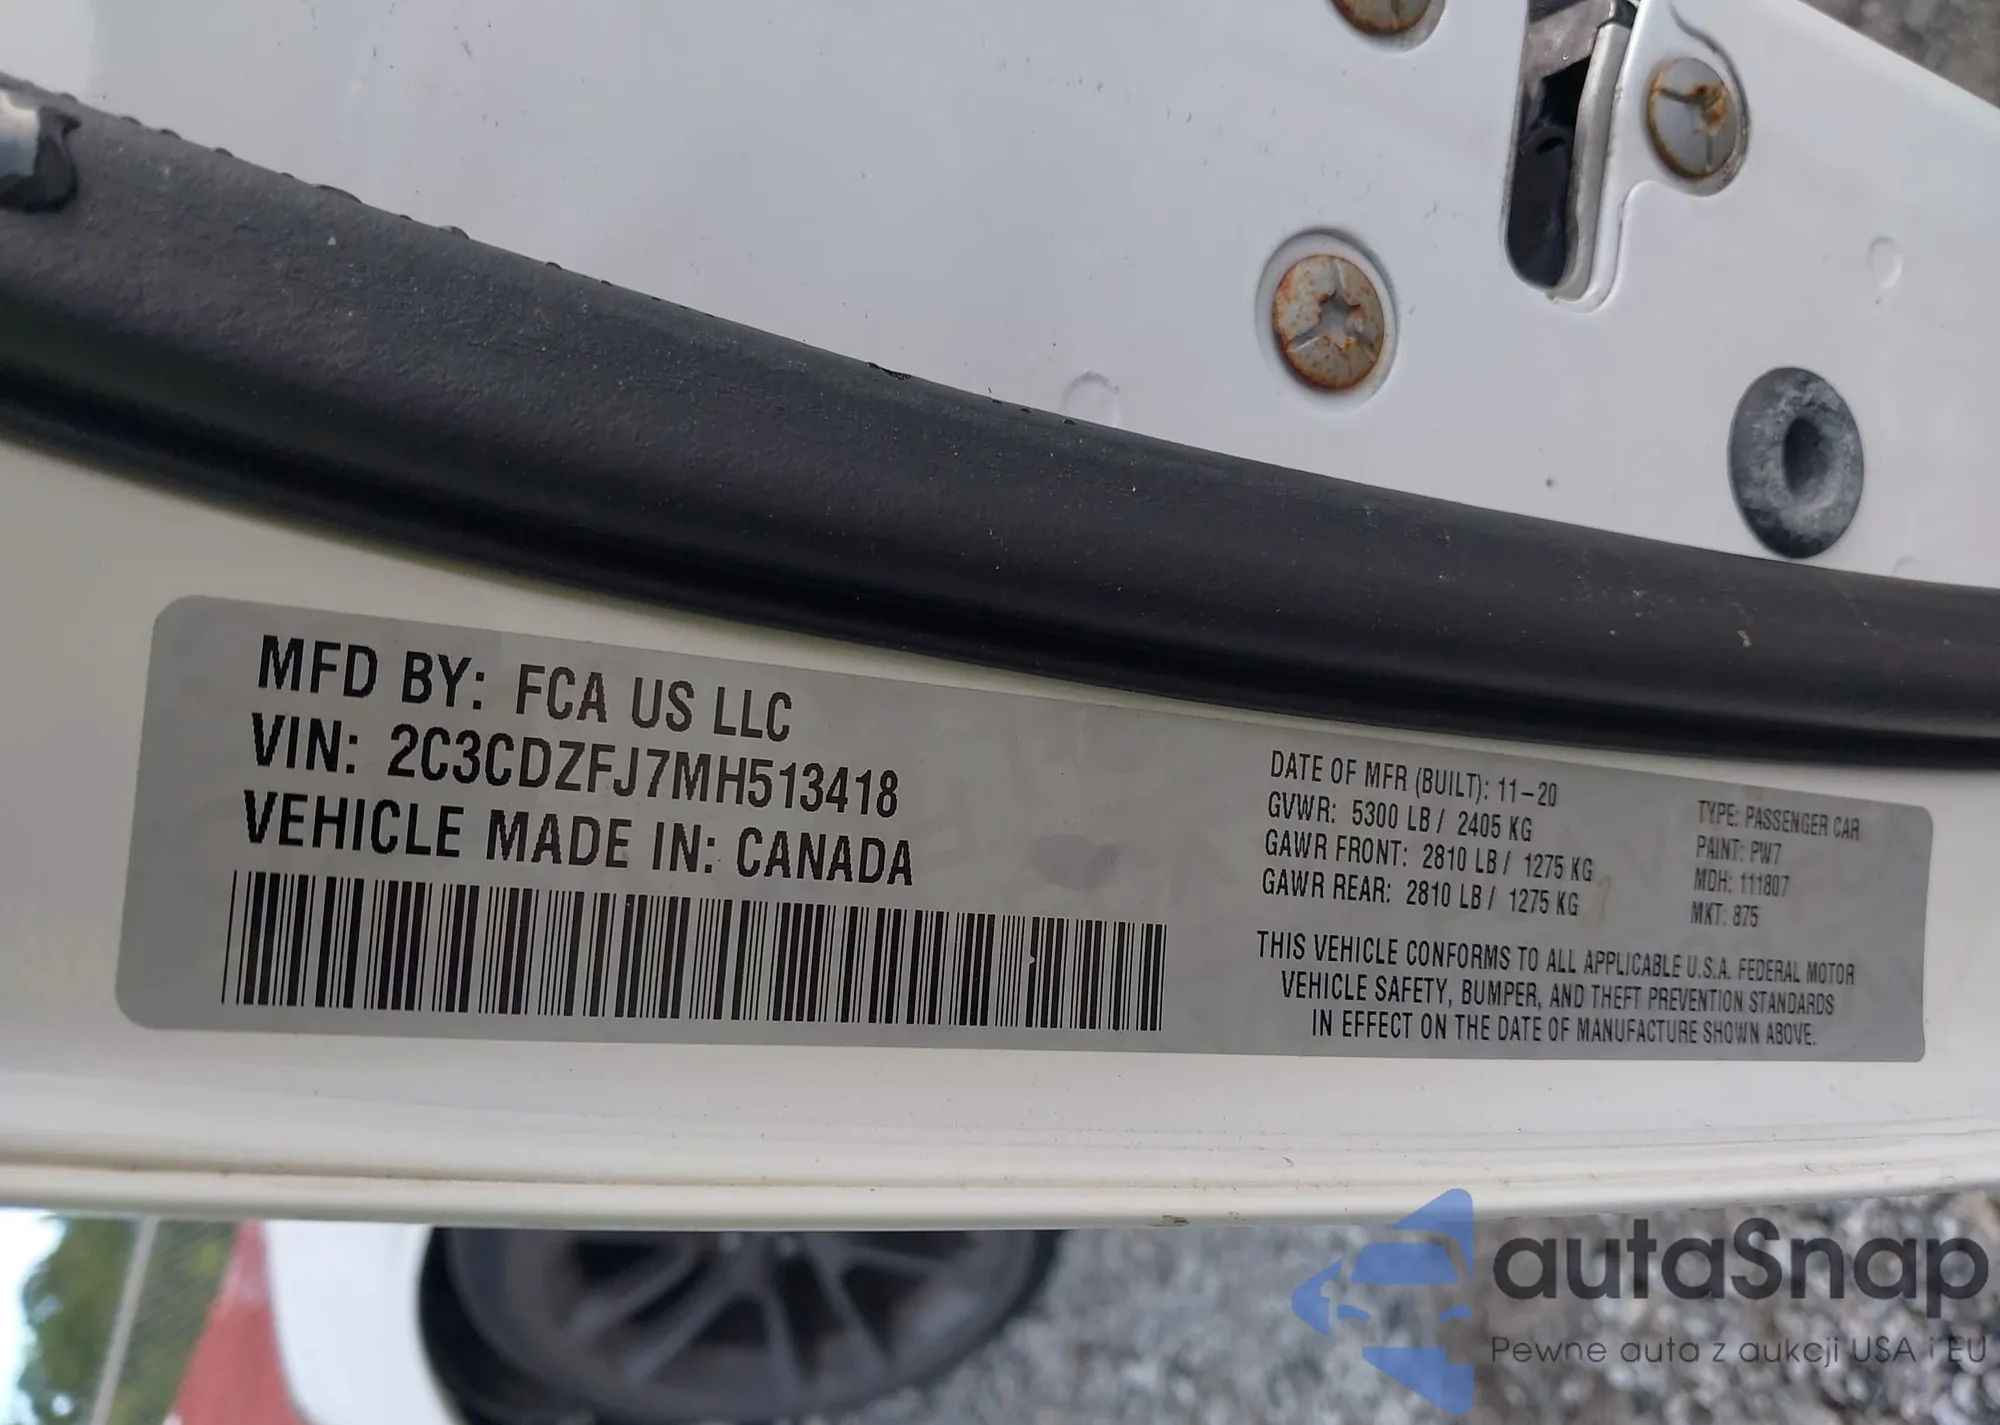 MFD BY: FCA US LLC
VIN: 2C3CDZFJ7MH513418
VEHICLE MADE IN: CANADA
DATE OF MFR (BUILT): 11-20
GVWR: 5300 LB / 2405 KG
GAWR FRONT: 2810 LB / 1275 KG
GAWR REAR: 2810 LB / 1275 KG
TYPE: PASSENGER CAR
PAINT: PW7
MDH: 111807
MKT: 875
THIS VEHICLE CONFORMS TO ALL APPLICABLE U.S.A. FEDERAL MOTOR
VEHICLE SAFETY, BUMPER, AND THEFT PREVENTION STANDARDS
IN EFFECT ON THE DATE OF MANUFACTURE SHOWN ABOVE.
autaSnap
Pewne auta z aukcji USA i EU